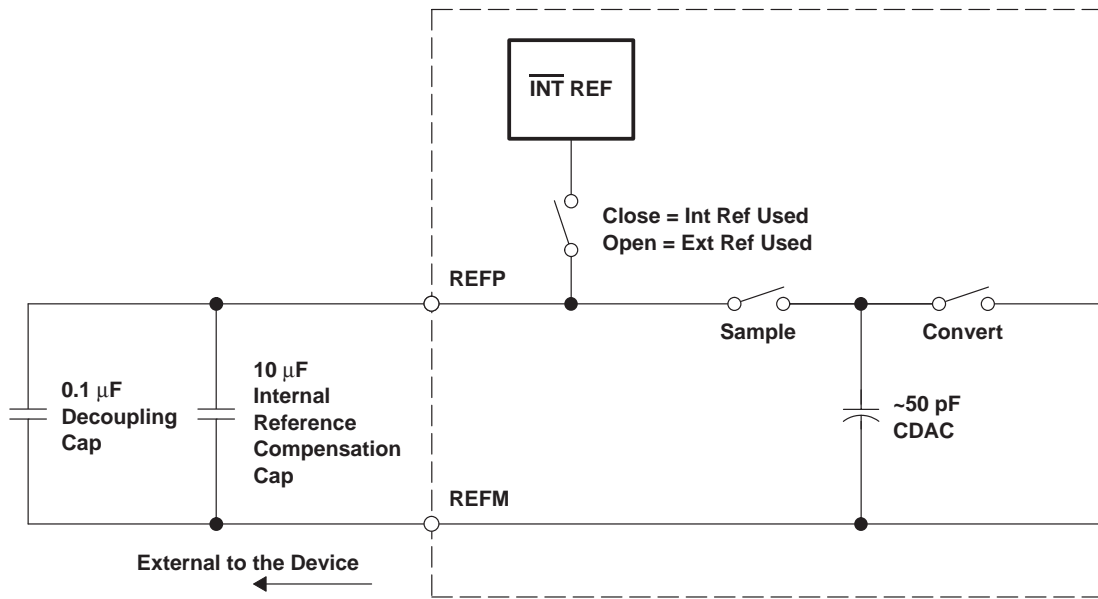 INT REF
Close = Int Ref Used
Open = Ext Ref Used
REFP
Sample
Convert
0.1 μF
Decoupling
Cap
10 μF
Internal
Reference
Compensation
Cap
~50 pF
CDAC
REFM
External to the Device